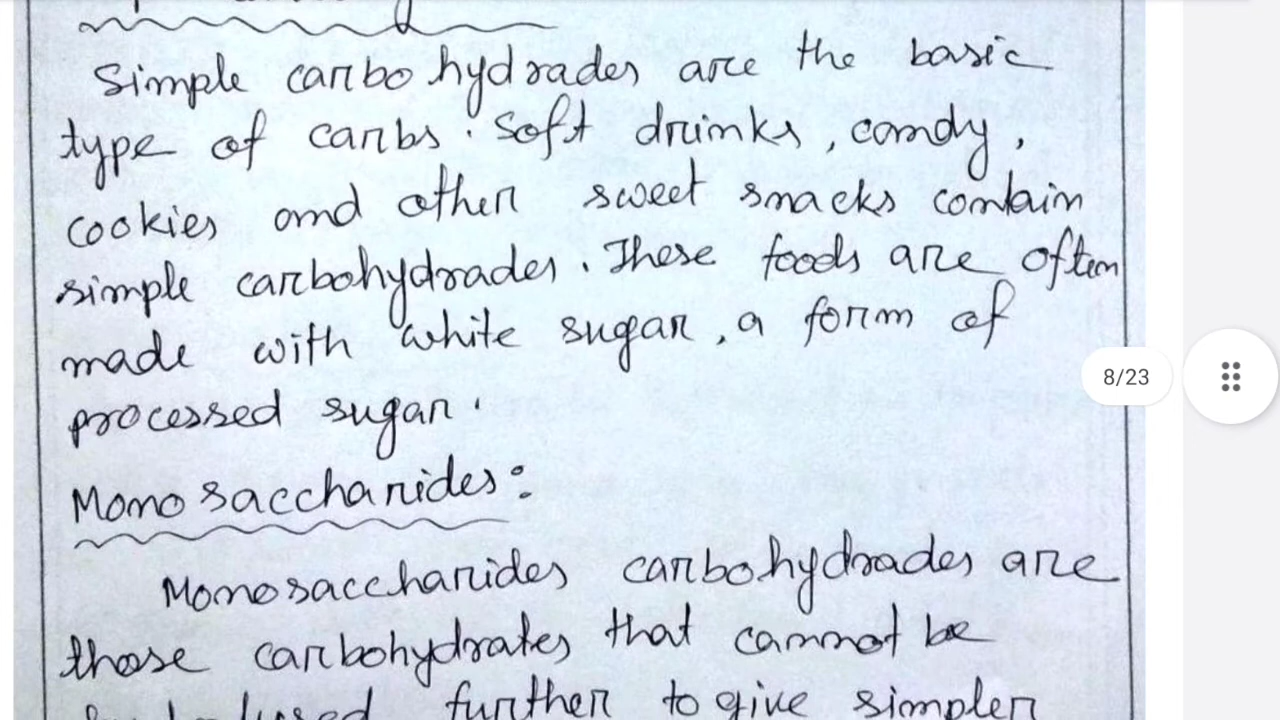 Simple carbohydrades are the basic
type of carbs. Soft drinks, candy,
cookies and other sweet snacks contain
simple carbohydrades. These foods are often
made with white sugar, a form of
processed sugar.
8/23
Monosaccharides:
Monosaccharides carbohydrades are
those carbohydrates that cannot be
further to give simpler